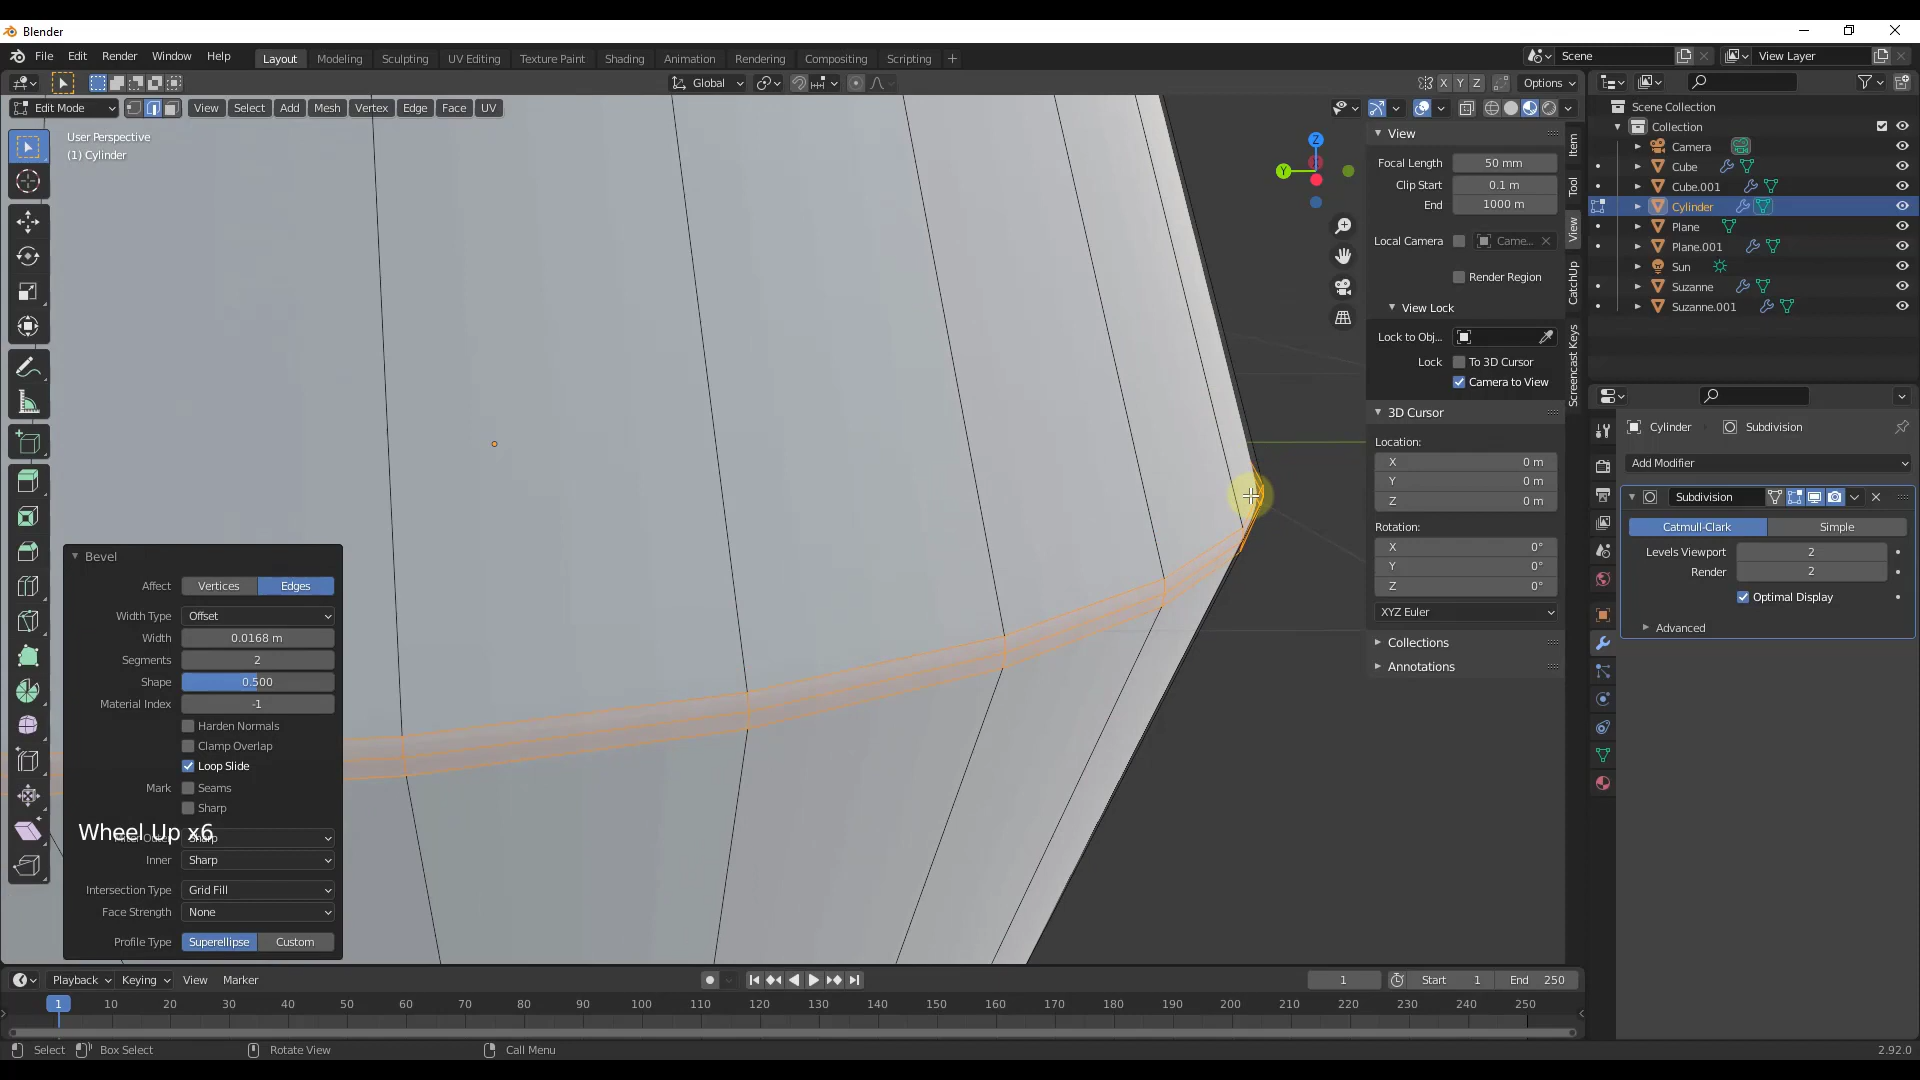 Blender
File Edit Render Window Help Layout Modeling Sculpting UV Editing Texture Paint Shading Animation Rendering Compositing Scripting + Scene View Layer
Global X Y Z Options
Edit Mode View Select Add Mesh Vertex Edge Face UV
User Perspective
(1) Cylinder
Z
Y
View
Focal Length 50 mm
Clip Start 0.1 m
End 1000 m
Local Camera Came...
Render Region
View Lock
Lock to Obj...
Lock To 3D Cursor
Camera to View
3D Cursor
Location:
X 0 m
Y 0 m
Z 0 m
Rotation:
X 0°
Y 0°
Z 0°
XYZ Euler
Collections
Annotations
Item
Tool
View
CatchUp
Screencast Keys
Scene Collection
Collection
Camera
Cube
Cube.001
Cylinder
Plane
Plane.001
Sun
Suzanne
Suzanne.001
Cylinder Subdivision
Add Modifier
Subdivision
Catmull-Clark Simple
Levels Viewport 2
Render 2
Optimal Display
Advanced
Bevel
Affect Vertices Edges
Width Type Offset
Width 0.0168 m
Segments 2
Shape 0.500
Material Index -1
Harden Normals
Clamp Overlap
Loop Slide
Mark Seams
Sharp
Wheel Up x6
Sharp
Inner Sharp
Intersection Type Grid Fill
Face Strength None
Profile Type Superellipse Custom
Playback Keying View Marker 1 Start 1 End 250
1 10 20 30 40 50 60 70 80 90 100 110 120 130 140 150 160 170 180 190 200 210 220 230 240 250
Select Box Select Rotate View Call Menu 2.92.0